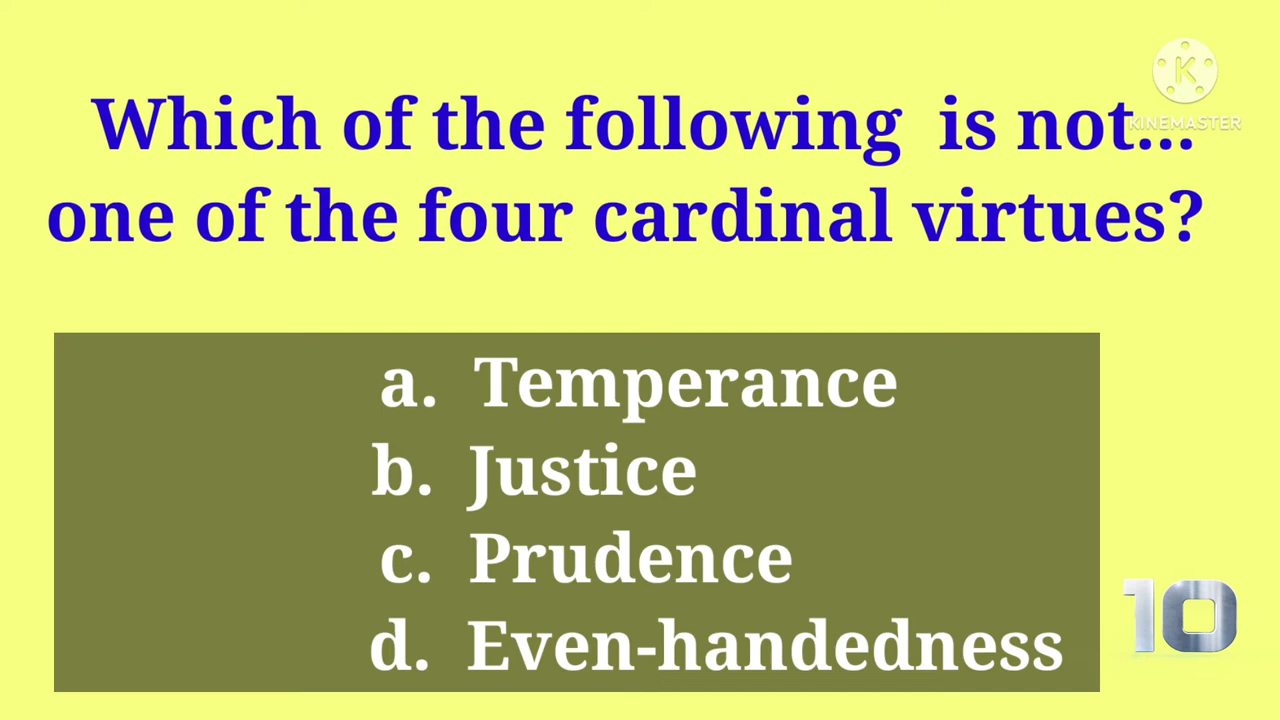 Which of the following is not...
KINEMASTER
one of the four cardinal virtues?
a. Temperance
b. Justice
c. Prudence
d. Even-handedness
10